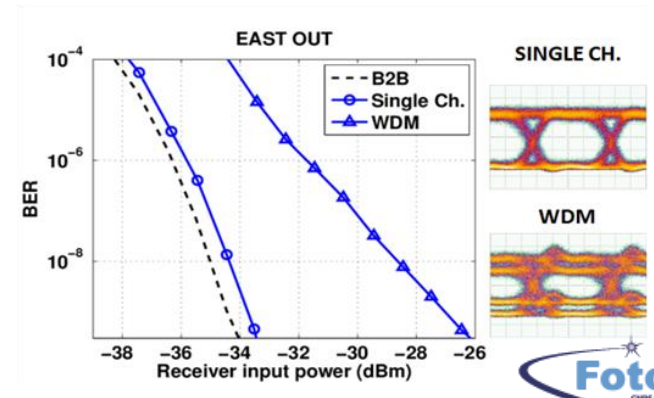 EAST OUT
SINGLE CH.
10⁻⁴
B2B
Single Ch.
WDM
10⁻⁶
BER
WDM
10⁻⁸
−38 −36 −34 −32 −30 −28 −26
Receiver input power (dBm)
Foto